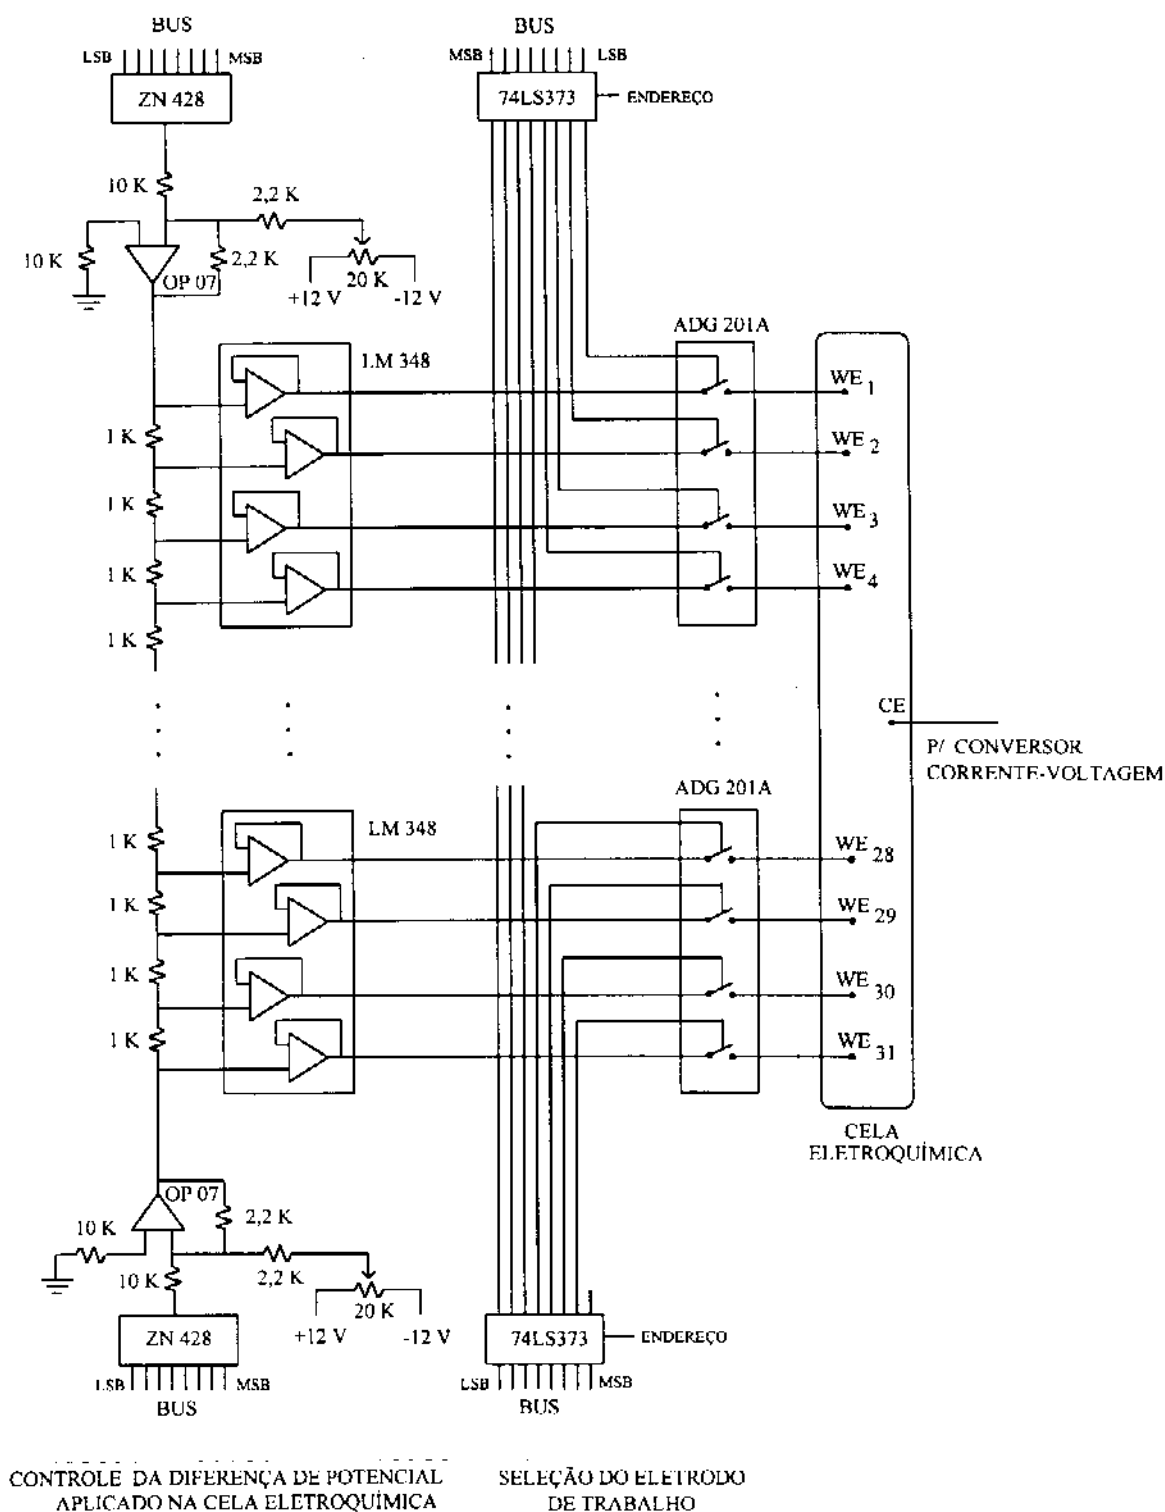 BUS
BUS
LSB
MSB
MSB
LSB
ZN 428
74LS373
ENDEREÇO
10 K
2,2 K
10 K
2,2 K
OP 07
20 K
+12 V
-12 V
ADG 201A
LM 348
WE 1
1 K
WE 2
1 K
WE 3
1 K
WE 4
1 K
CE
P/ CONVERSOR
CORRENTE-VOLTAGEM
ADG 201A
LM 348
1 K
WE 28
1 K
WE 29
1 K
WE 30
1 K
WE 31
CELA
ELETROQUÍMICA
OP 07
10 K
2,2 K
10 K
2,2 K
20 K
+12 V
-12 V
ZN 428
74LS373
ENDEREÇO
LSB
MSB
LSB
MSB
BUS
BUS
CONTROLE DA DIFERENÇA DE POTENCIAL
APLICADO NA CELA ELETROQUÍMICA
SELEÇÃO DO ELETRODO
DE TRABALHO